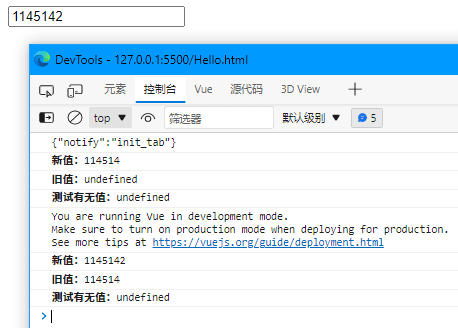 1145142
DevTools - 127.0.0.1:5500/Hello.html
元素 控制台 Vue 源代码 3D View
top 筛选器 默认级别 5
{"notify":"init_tab"}
新值: 114514
旧值: undefined
测试有无值: undefined
You are running Vue in development mode.
Make sure to turn on production mode when deploying for production.
See more tips at https://vuejs.org/guide/deployment.html
新值: 1145142
旧值: 114514
测试有无值: undefined